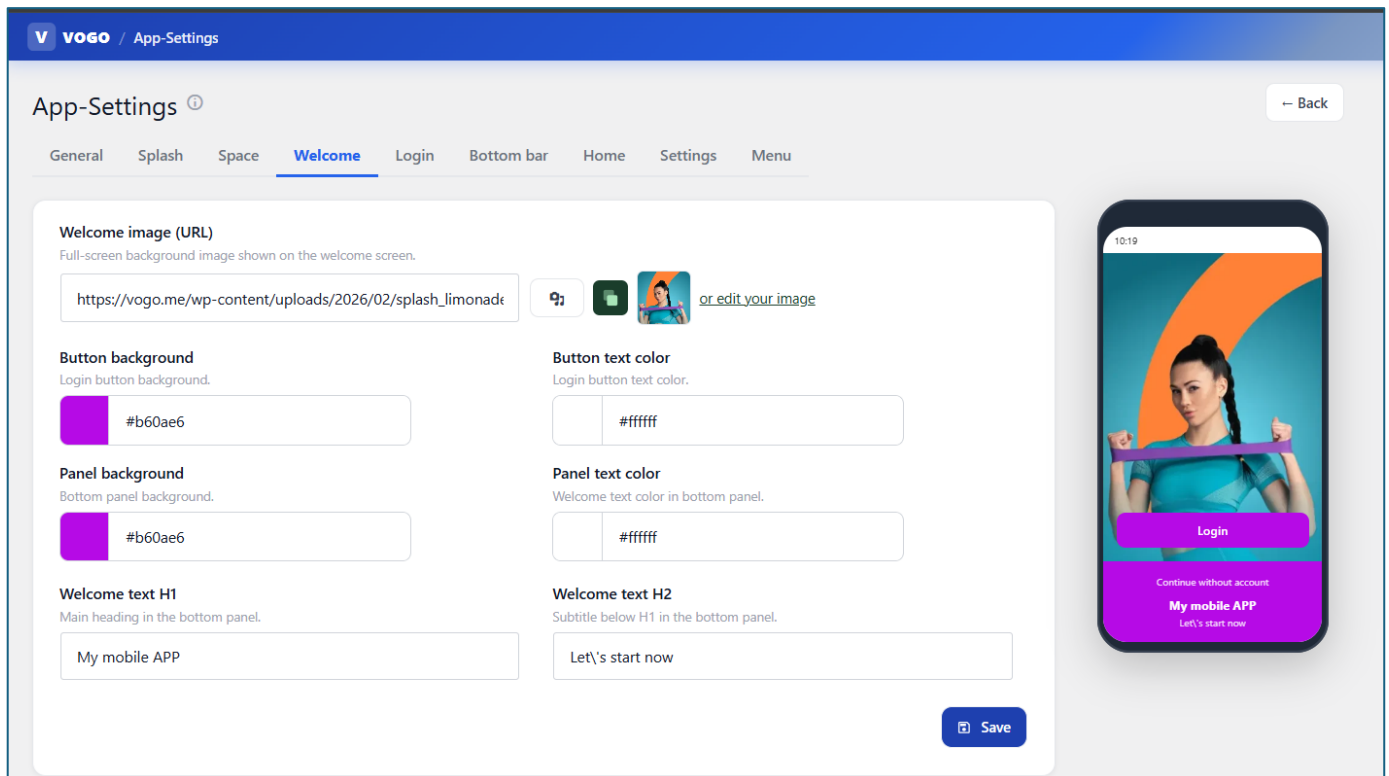 V VOGO / App-Settings
App-Settings
← Back
General Splash Space Welcome Login Bottom bar Home Settings Menu
Welcome image (URL)
Full-screen background image shown on the welcome screen.
https://vogo.me/wp-content/uploads/2026/02/splash_limonade
or edit your image
Button background
Login button background.
#b60ae6
Button text color
Login button text color.
#ffffff
Panel background
Bottom panel background.
#b60ae6
Panel text color
Welcome text color in bottom panel.
#ffffff
Welcome text H1
Main heading in the bottom panel.
My mobile APP
Welcome text H2
Subtitle below H1 in the bottom panel.
Let\'s start now
Save
10:19
Login
Continue without account
My mobile APP
Let\'s start now